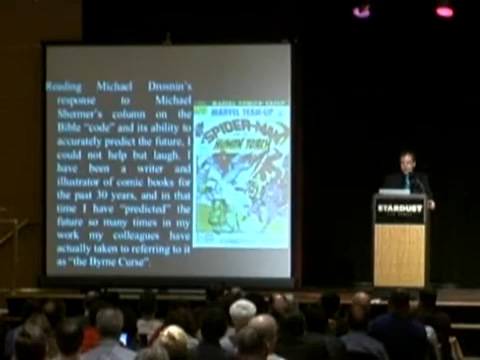 Reading Michael Drosnin's
response to Michael
Shermer's column on the
Bible "code" and its ability to
accurately predict the future, I
could not help but laugh. I
have been a writer and
illustrator of comic books for
the past 30 years, and in that
time I have "predicted" the
future so many times in my
work my colleagues have
actually taken to referring to it
as "the Byrne Curse".
MARVEL COMICS GROUP
MARVEL TEAM-UP
SPIDER-MAN
HUMAN TORCH
STARDUST